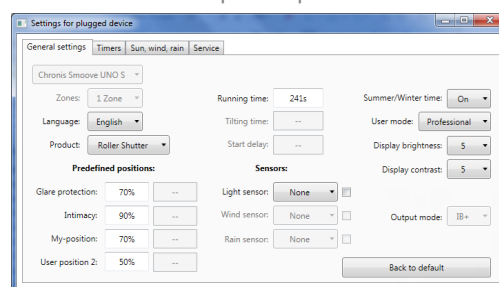 Settings for plugged device
General settings Timers Sun, wind, rain Service
Chronis Smoove UNO S
Zones: 1 Zone Running time: 241s Summer/Winter time: On
Language: English Tilting time: -- User mode: Professional
Product: Roller Shutter Start delay: -- Display brightness: 5
Predefined positions: Sensors: Display contrast: 5
Glare protection: 70% -- Light sensor: None
Intimacy: 90% -- Wind sensor: None Output mode: IB+
My-position: 70% -- Rain sensor: None
User position 2: 50% -- Back to default